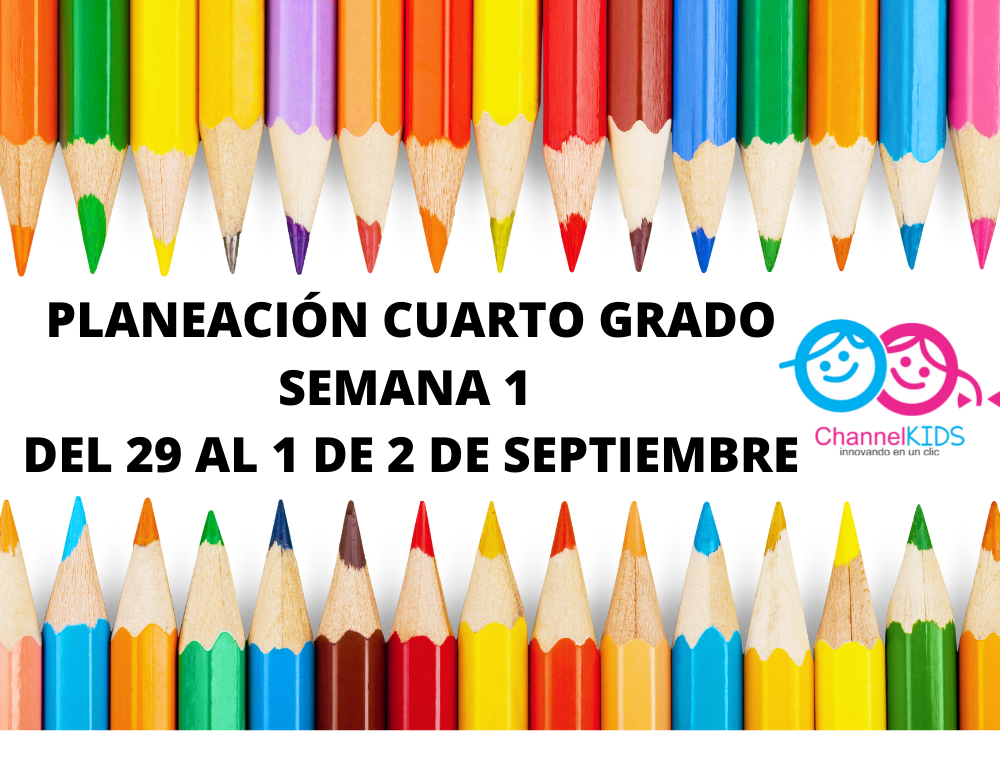 PLANEACIÓN CUARTO GRADO
SEMANA 1
DEL 29 AL 1 DE 2 DE SEPTIEMBRE
ChannelKIDS
innovando en un clic